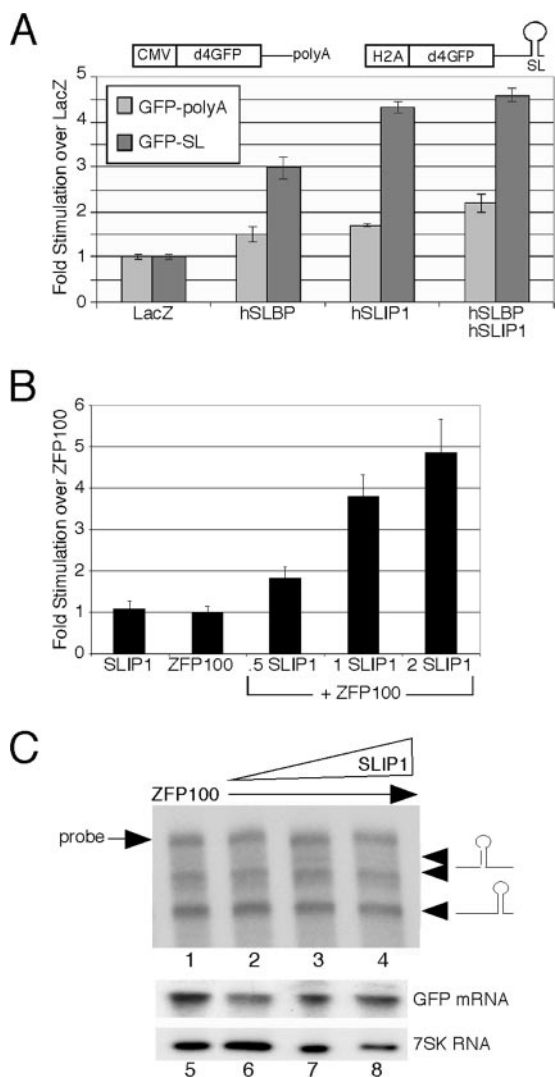 A
CMV d4GFP polyA
H2A d4GFP SL
Fold Stimulation over LacZ
5
4
3
2
1
0
GFP-polyA
GFP-SL
LacZ hSLBP hSLIP1 hSLBP
hSLIP1
B
Fold Stimulation over ZFP100
6
5
4
3
2
1
0
SLIP1 ZFP100 .5 SLIP1 1 SLIP1 2 SLIP1
+ ZFP100
C
SLIP1
ZFP100
probe
1 2 3 4
GFP mRNA
7SK RNA
5 6 7 8